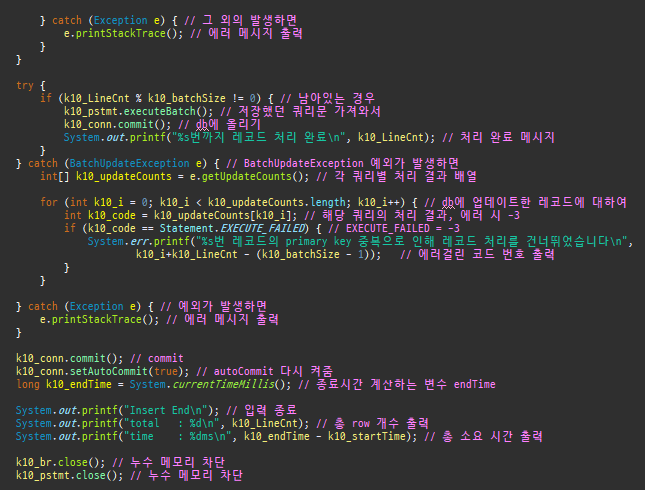 } catch (Exception e) { // 그 외의 발생하면
e.printStackTrace(); // 에러 메시지 출력
}
}
try {
if (k10_LineCnt % k10_batchSize != 0) { // 남아있는 경우
k10_pstmt.executeBatch(); // 저장했던 쿼리문 가져와서
k10_conn.commit(); // db에 올리기
System.out.printf("%s번까지 레코드 처리 완료\n", k10_LineCnt); // 처리 완료 메시지
}
} catch (BatchUpdateException e) { // BatchUpdateException 예외가 발생하면
int[] k10_updateCounts = e.getUpdateCounts(); // 각 쿼리별 처리 결과 배열
for (int k10_i = 0; k10_i < k10_updateCounts.length; k10_i++) { // db에 업데이트한 레코드에 대하여
int k10_code = k10_updateCounts[k10_i]; // 해당 쿼리의 처리 결과, 에러 시 -3
if (k10_code == Statement.EXECUTE_FAILED) { // EXECUTE_FAILED = -3
System.err.printf("%s번 레코드의 primary key 중복으로 인해 레코드 처리를 건너뛰었습니다\n",
k10_i+k10_LineCnt - (k10_batchSize - 1)); // 에러걸린 코드 번호 출력
}
}
} catch (Exception e) { // 예외가 발생하면
e.printStackTrace(); // 에러 메시지 출력
}
k10_conn.commit(); // commit
k10_conn.setAutoCommit(true); // autoCommit 다시 켜줌
long k10_endTime = System.currentTimeMillis(); // 종료시간 계산하는 변수 endTime
System.out.printf("Insert End\n"); // 입력 종료
System.out.printf("total : %d\n", k10_LineCnt); // 총 row 개수 출력
System.out.printf("time : %dms\n", k10_endTime - k10_startTime); // 총 소요 시간 출력
k10_br.close(); // 누수 메모리 차단
k10_pstmt.close(); // 누수 메모리 차단